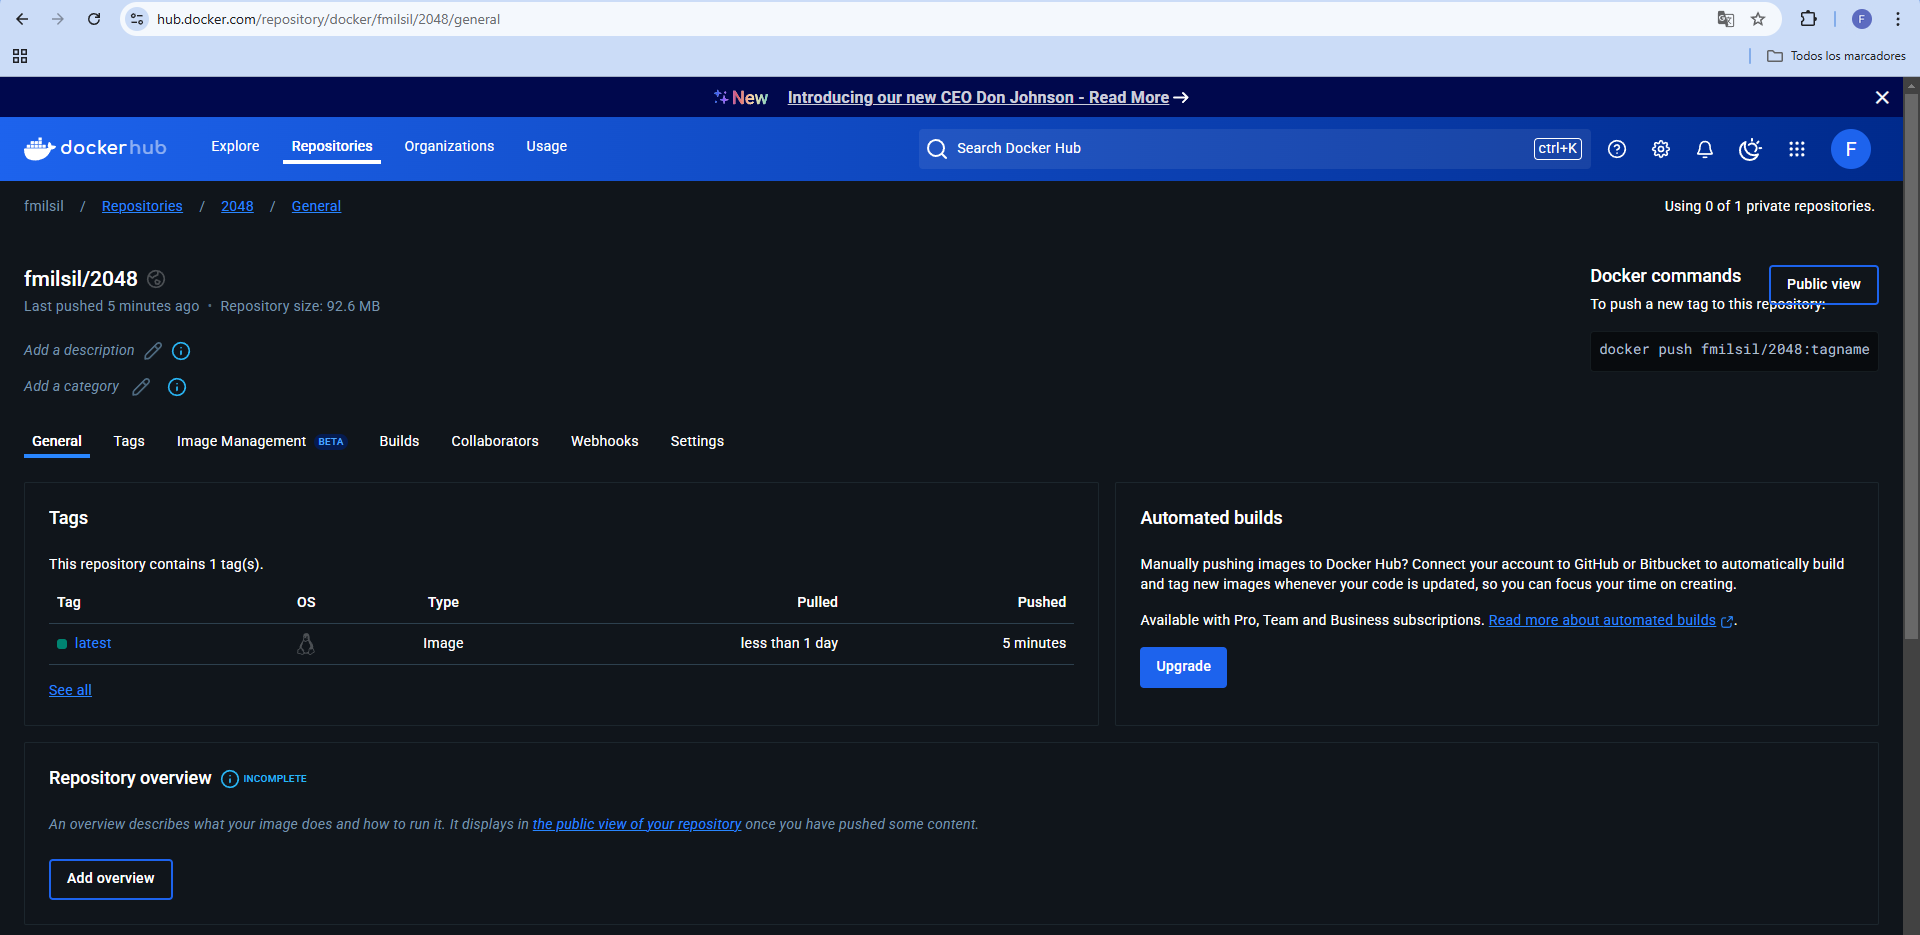 hub.docker.com/repository/docker/fmilsil/2048/general
F
Todos los marcadores
New Introducing our new CEO Don Johnson - Read More →
dockerhub Explore Repositories Organizations Usage Search Docker Hub ctrl+K F
fmilsil / Repositories / 2048 / General Using 0 of 1 private repositories.
fmilsil/2048
Docker commands
Public view
Last pushed 5 minutes ago • Repository size: 92.6 MB
To push a new tag to this repository:
Add a description
docker push fmilsil/2048:tagname
Add a category
General Tags Image Management BETA Builds Collaborators Webhooks Settings
Tags
This repository contains 1 tag(s).
Tag OS Type Pulled Pushed
latest Image less than 1 day 5 minutes
See all
Automated builds
Manually pushing images to Docker Hub? Connect your account to GitHub or Bitbucket to automatically build
and tag new images whenever your code is updated, so you can focus your time on creating.
Available with Pro, Team and Business subscriptions. Read more about automated builds.
Upgrade
Repository overview INCOMPLETE
An overview describes what your image does and how to run it. It displays in the public view of your repository once you have pushed some content.
Add overview